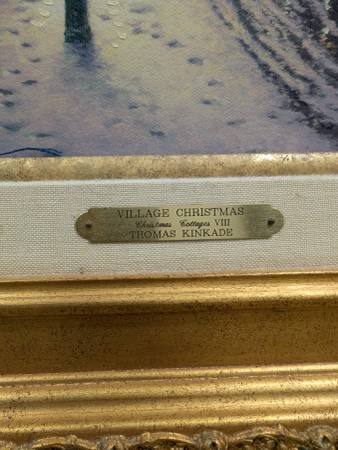 VILLAGE CHRISTMAS
Christmas Cottages VIII
THOMAS KINKADE